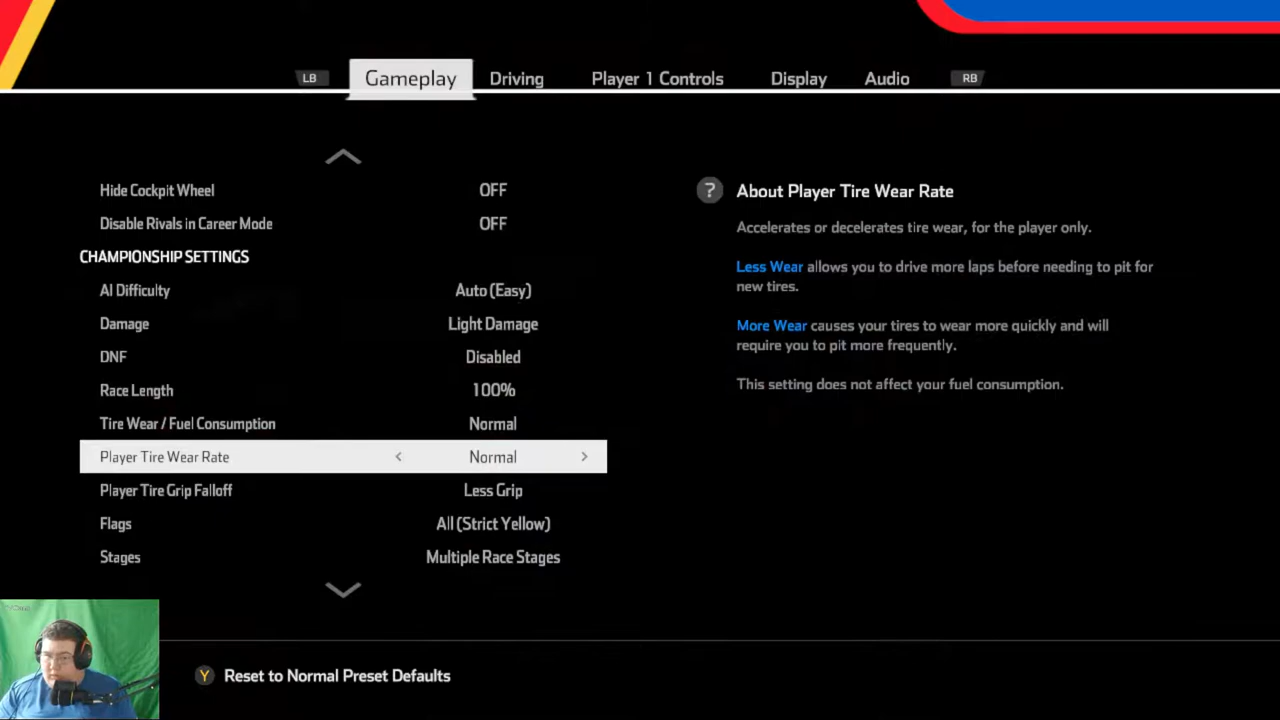 LB Gameplay Driving Player 1 Controls Display Audio RB
Hide Cockpit Wheel OFF
Disable Rivals in Career Mode OFF
CHAMPIONSHIP SETTINGS
AI Difficulty Auto (Easy)
Damage Light Damage
DNF Disabled
Race Length 100%
Tire Wear / Fuel Consumption Normal
Player Tire Wear Rate < Normal >
Player Tire Grip Falloff Less Grip
Flags All (Strict Yellow)
Stages Multiple Race Stages
? About Player Tire Wear Rate
Accelerates or decelerates tire wear, for the player only.
Less Wear allows you to drive more laps before needing to pit for
new tires.
More Wear causes your tires to wear more quickly and will
require you to pit more frequently.
This setting does not affect your fuel consumption.
Y Reset to Normal Preset Defaults